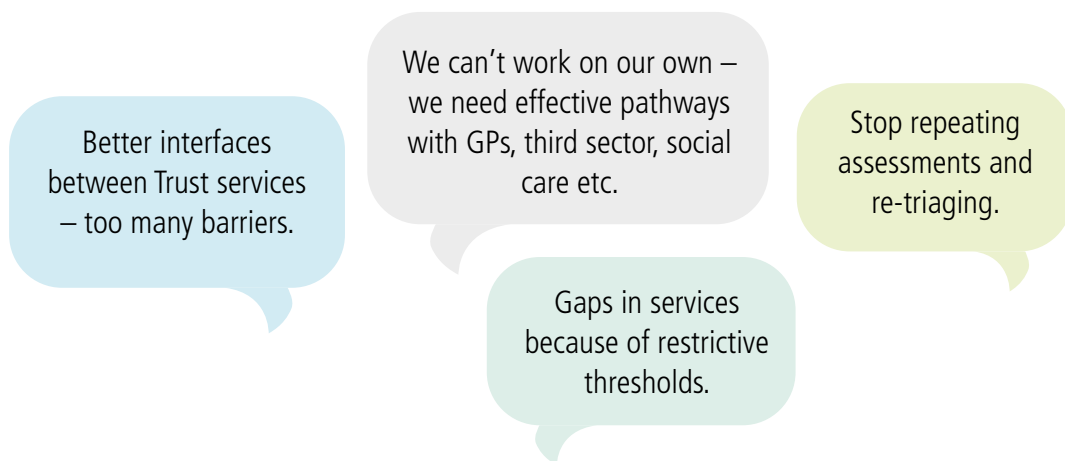 Better interfaces
between Trust services
– too many barriers.
We can’t work on our own –
we need effective pathways
with GPs, third sector, social
care etc.
Stop repeating
assessments and
re-triaging.
Gaps in services
because of restrictive
thresholds.